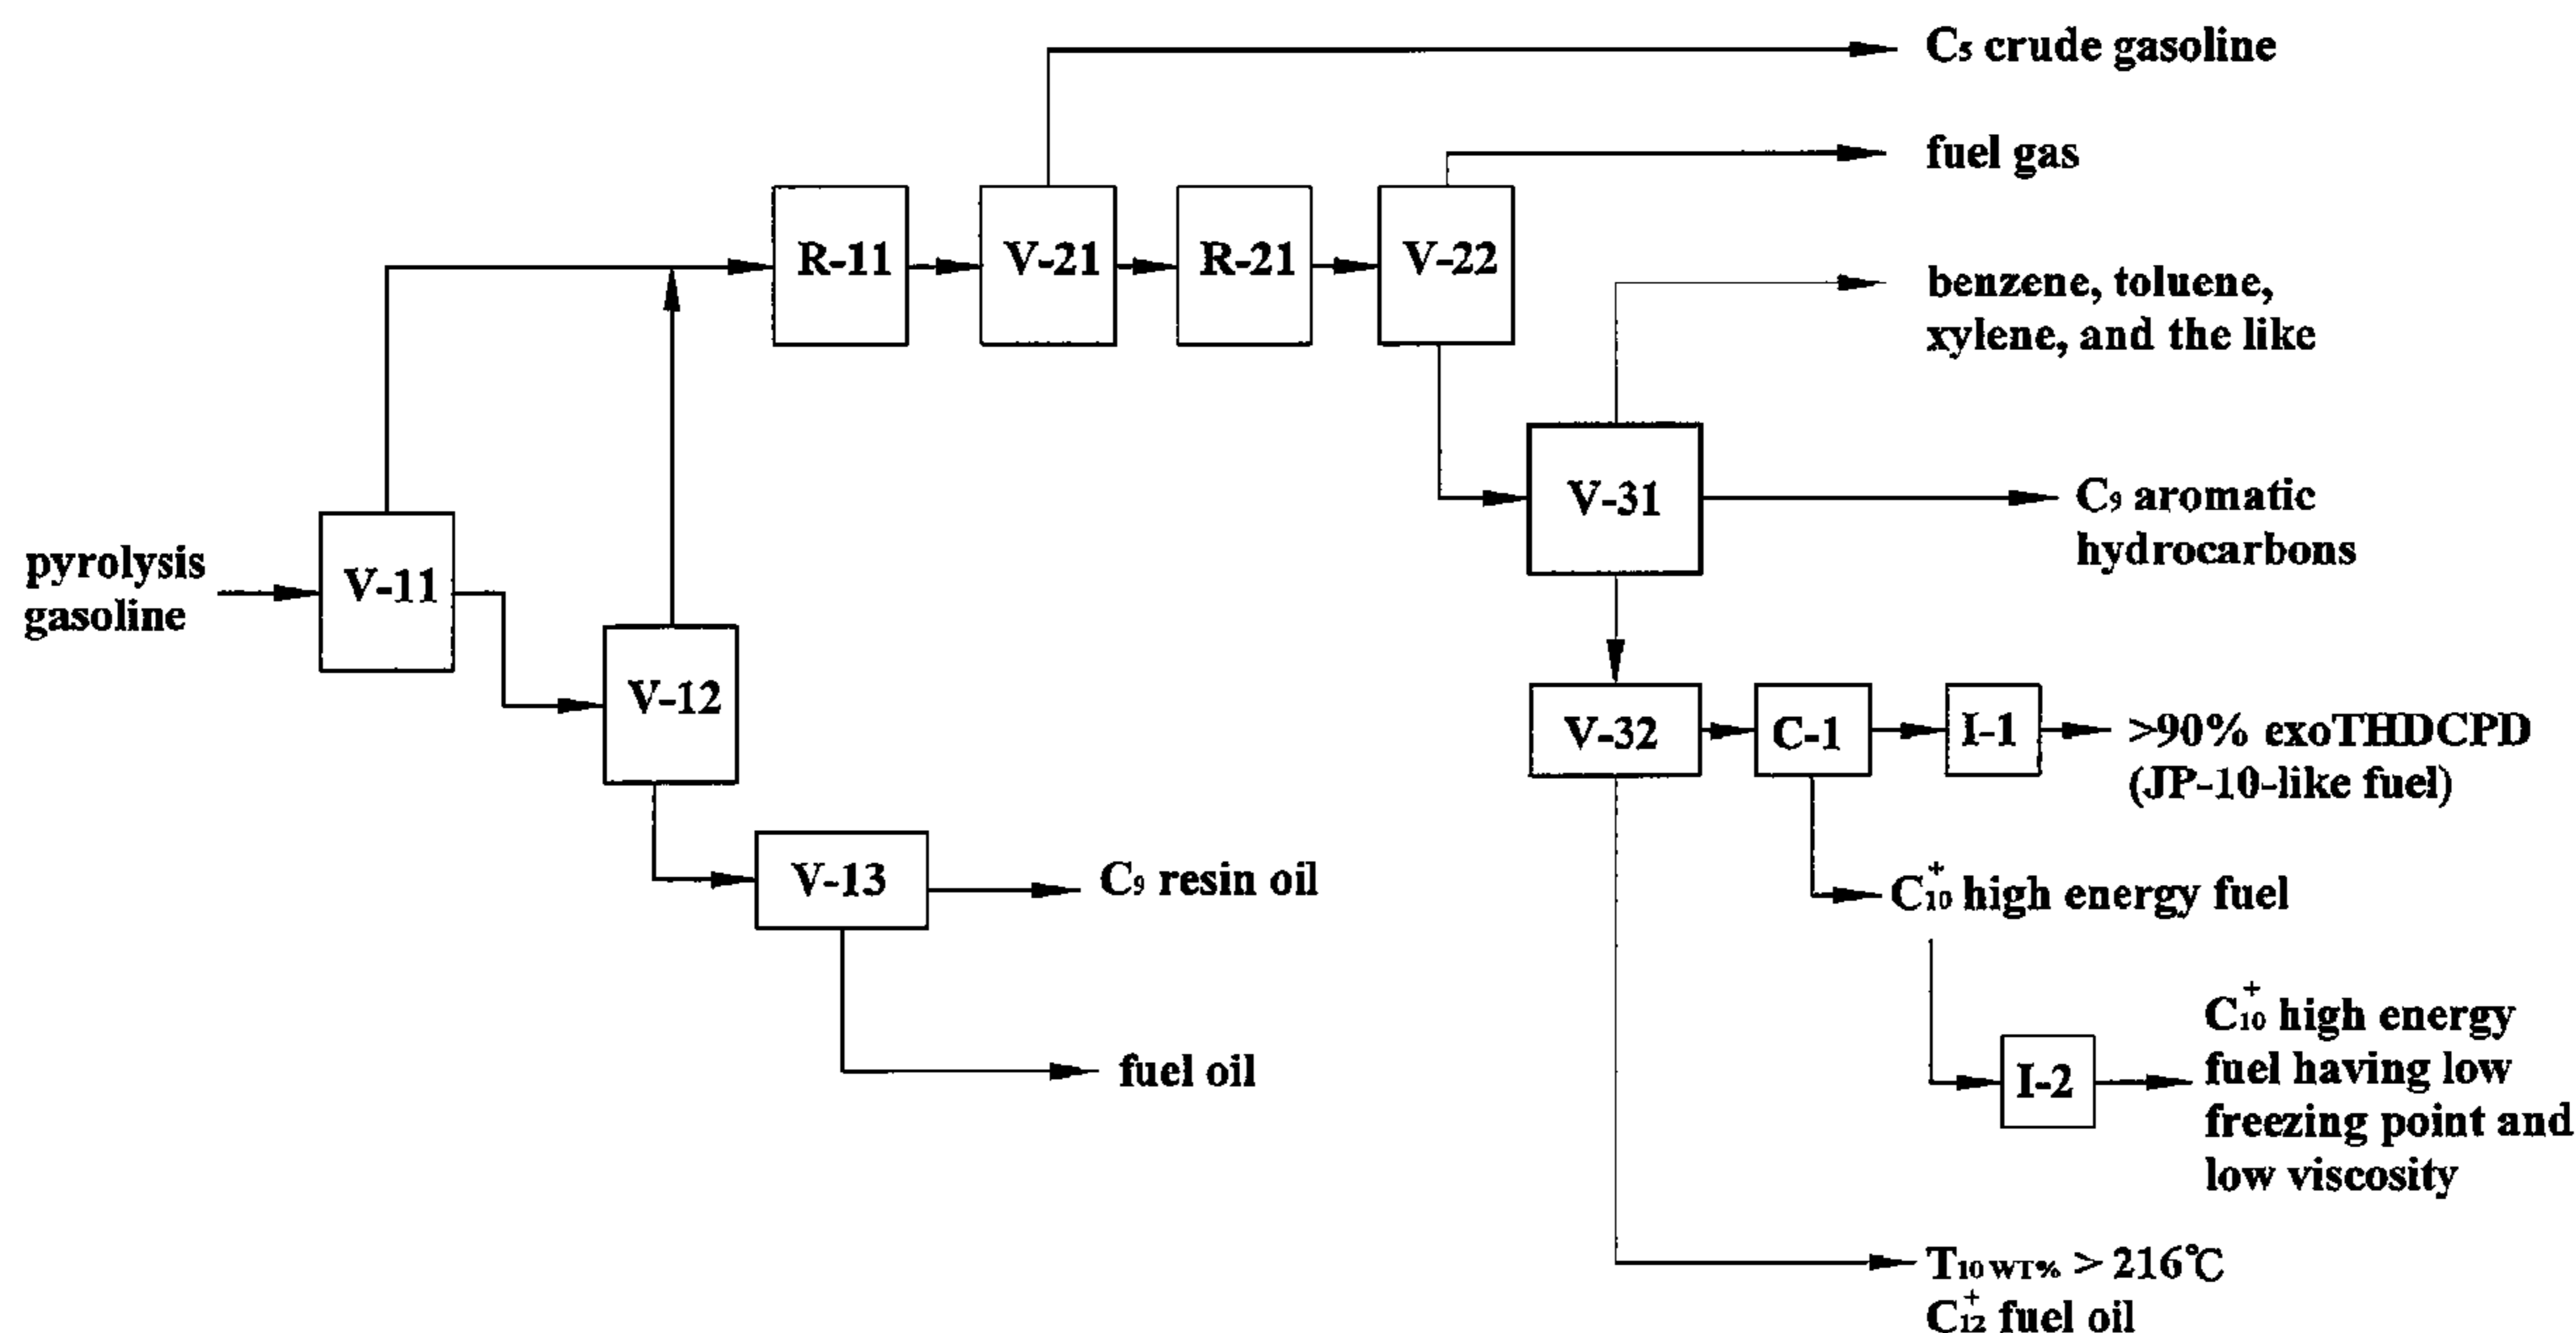 C₅ crude gasoline
fuel gas
R-11
V-21
R-21
V-22
benzene, toluene,
xylene, and the like
V-31
C₉ aromatic
hydrocarbons
pyrolysis
gasoline
V-11
V-12
V-32
C-1
I-1
>90% exoTHDCPD
(JP-10-like fuel)
V-13
C₉ resin oil
C₁₀⁺ high energy fuel
fuel oil
I-2
C₁₀⁺ high energy
fuel having low
freezing point and
low viscosity
T₁₀ WT% > 216℃
C₁₂⁺ fuel oil